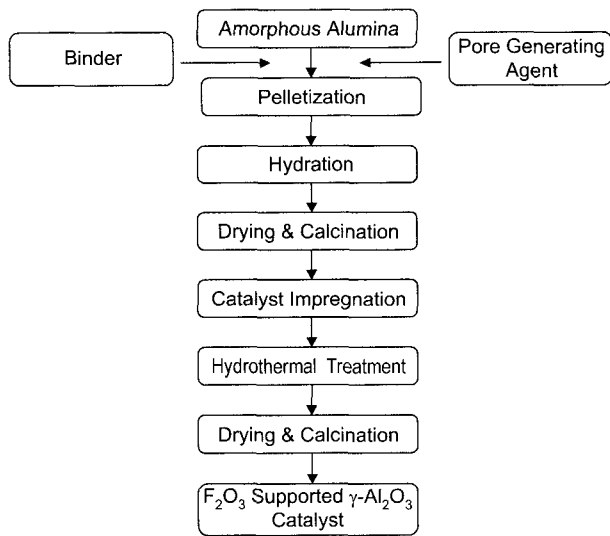 Amorphous Alumina
Binder
Pore Generating
Agent
Pelletization
Hydration
Drying & Calcination
Catalyst Impregnation
Hydrothermal Treatment
Drying & Calcination
F₂O₃ Supported γ-Al₂O₃
Catalyst